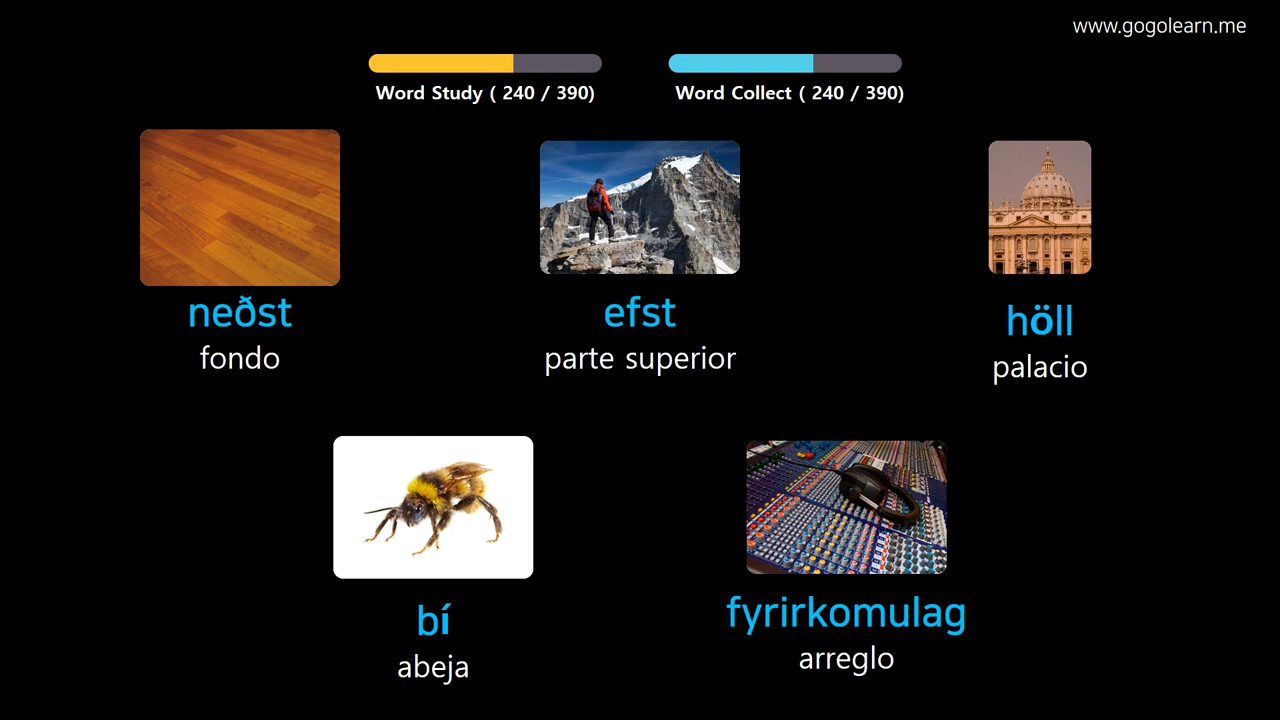 www.gogolearn.me
Word Study ( 240 / 390)
Word Collect ( 240 / 390)
neðst
fondo
efst
parte superior
höll
palacio
bí
abeja
fyrirkomulag
arreglo